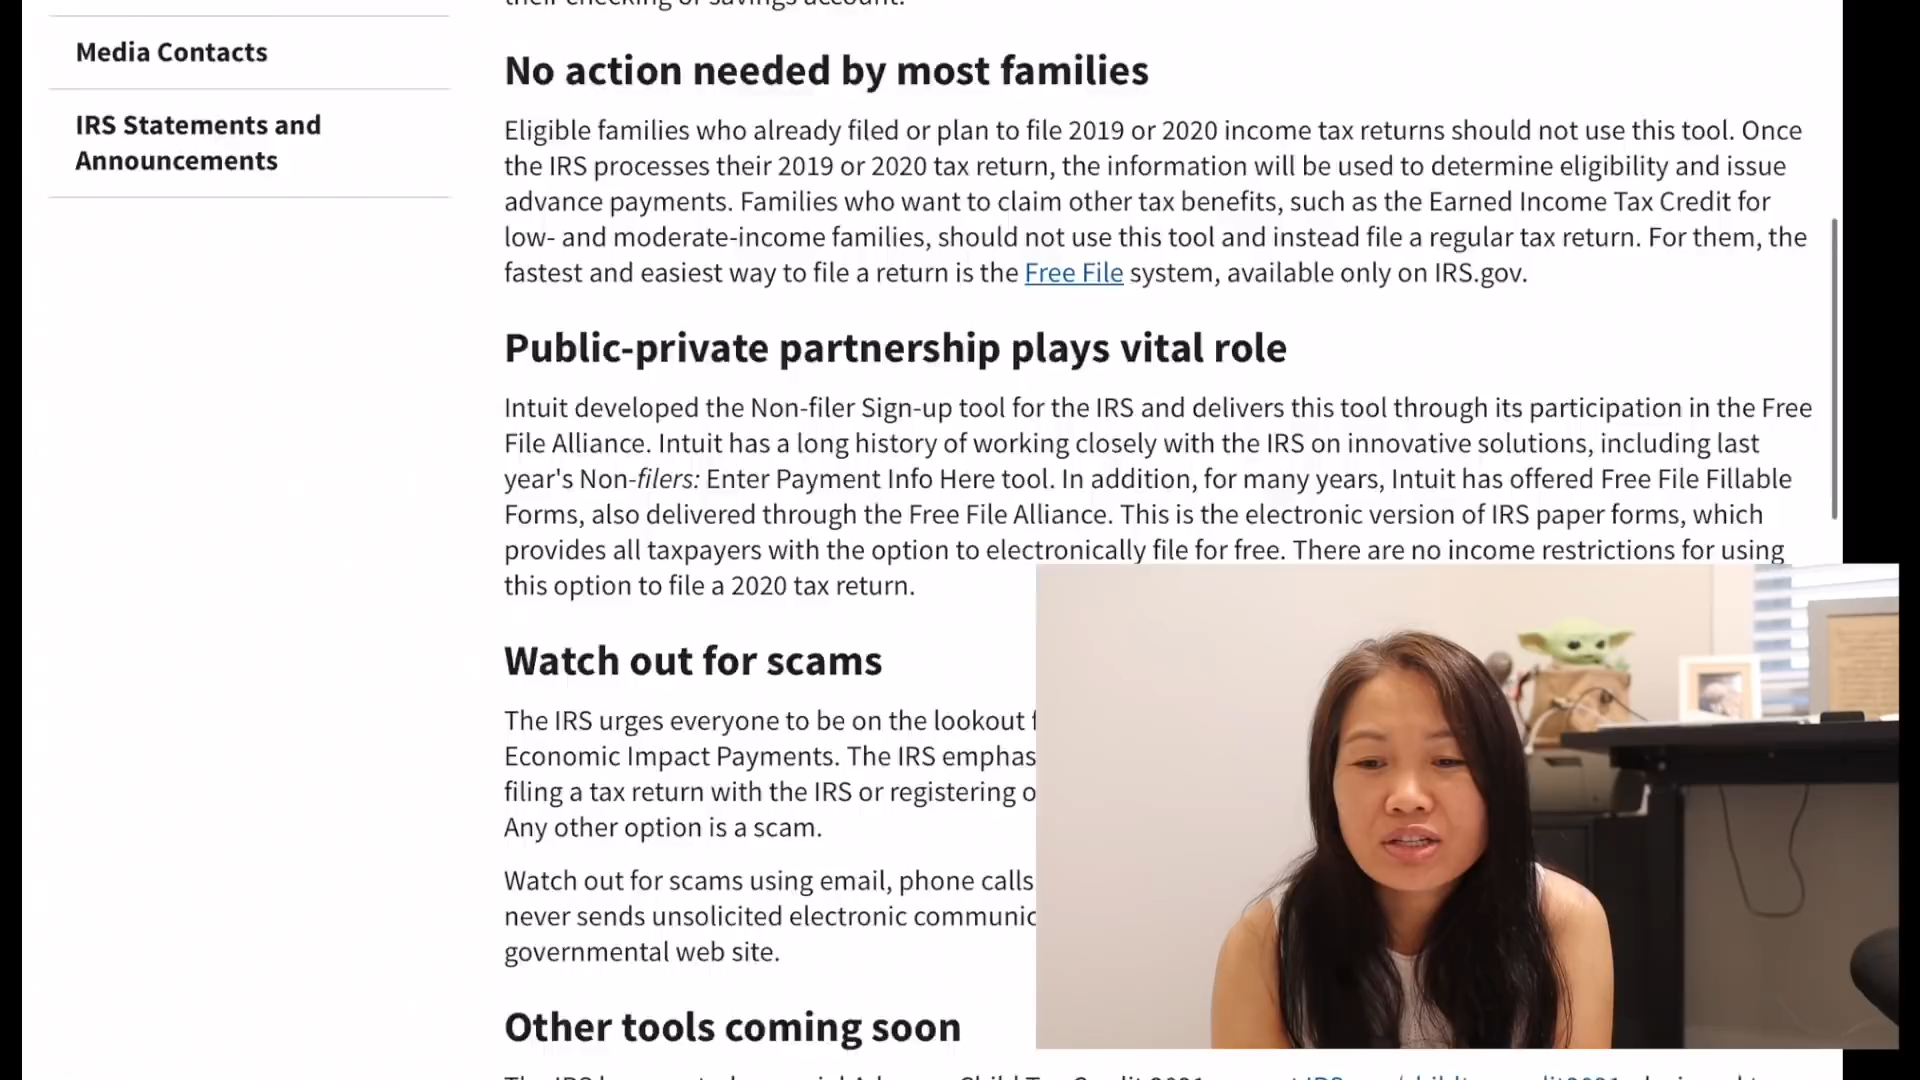 Media Contacts
IRS Statements and
Announcements
their checking or savings account.
No action needed by most families
Eligible families who already filed or plan to file 2019 or 2020 income tax returns should not use this tool. Once
the IRS processes their 2019 or 2020 tax return, the information will be used to determine eligibility and issue
advance payments. Families who want to claim other tax benefits, such as the Earned Income Tax Credit for
low- and moderate-income families, should not use this tool and instead file a regular tax return. For them, the
fastest and easiest way to file a return is the Free File system, available only on IRS.gov.
Public-private partnership plays vital role
Intuit developed the Non-filer Sign-up tool for the IRS and delivers this tool through its participation in the Free
File Alliance. Intuit has a long history of working closely with the IRS on innovative solutions, including last
year's Non-filers: Enter Payment Info Here tool. In addition, for many years, Intuit has offered Free File Fillable
Forms, also delivered through the Free File Alliance. This is the electronic version of IRS paper forms, which
provides all taxpayers with the option to electronically file for free. There are no income restrictions for using
this option to file a 2020 tax return.
Watch out for scams
The IRS urges everyone to be on the lookout
Economic Impact Payments. The IRS emphas
filing a tax return with the IRS or registering o
Any other option is a scam.
Watch out for scams using email, phone calls
never sends unsolicited electronic communic
governmental web site.
Other tools coming soon